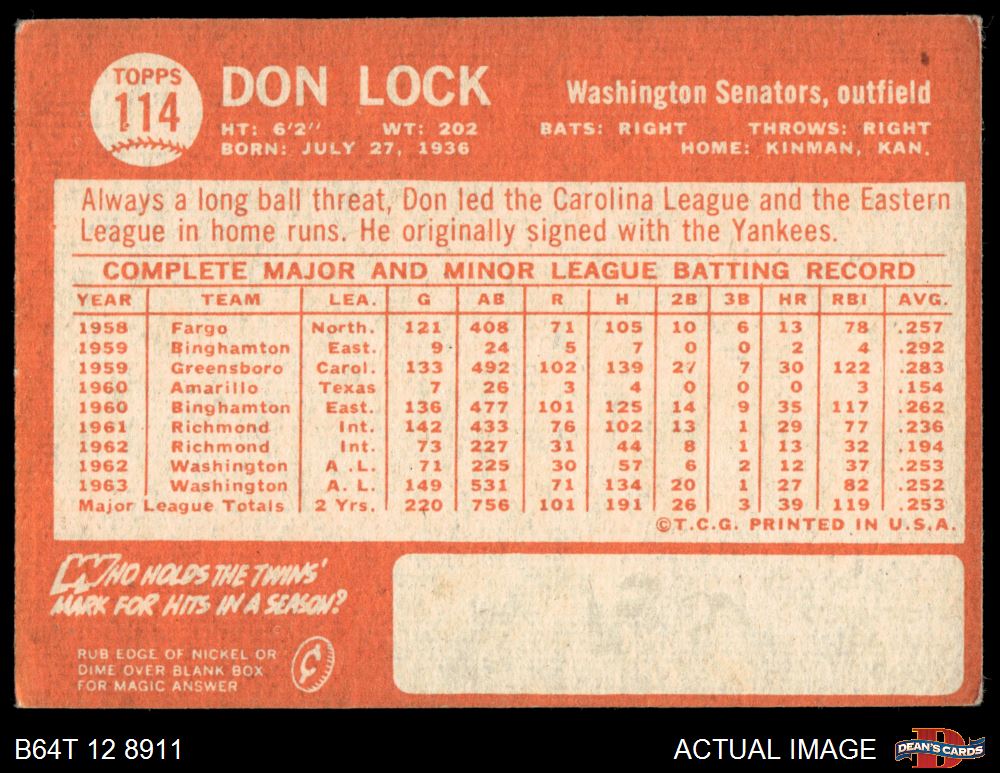 TOPPS
114
DON LOCK
Washington Senators, outfield
HT: 6'2" WT: 202 BATS: RIGHT THROWS: RIGHT
BORN: JULY 27, 1936 HOME: KINMAN, KAN.
Always a long ball threat, Don led the Carolina League and the Eastern
League in home runs. He originally signed with the Yankees.
COMPLETE MAJOR AND MINOR LEAGUE BATTING RECORD
YEAR TEAM LEA. G AB R H 2B 3B HR RBI AVG.
1958 Fargo North. 121 408 71 105 10 6 13 78 .257
1959 Binghamton East. 9 24 5 7 0 0 2 4 .292
1959 Greensboro Carol. 133 492 102 139 27 7 30 122 .283
1960 Amarillo Texas 7 26 3 4 0 0 0 3 .154
1960 Binghamton East. 136 477 101 125 14 9 35 117 .262
1961 Richmond Int. 142 433 76 102 13 1 29 77 .236
1962 Richmond Int. 73 227 31 44 8 1 13 32 .194
1962 Washington A.L. 71 225 30 57 6 2 12 37 .253
1963 Washington A.L. 149 531 71 134 20 1 27 82 .252
Major League Totals 2 Yrs. 220 756 101 191 26 3 39 119 .253
©T.C.G. PRINTED IN U.S.A.
WHO HOLDS THE TWINS'
MARK FOR HITS IN A SEASON?
RUB EDGE OF NICKEL OR
DIME OVER BLANK BOX
FOR MAGIC ANSWER
¢
B64T 12 8911 ACTUAL IMAGE
D
DEAN'S CARDS